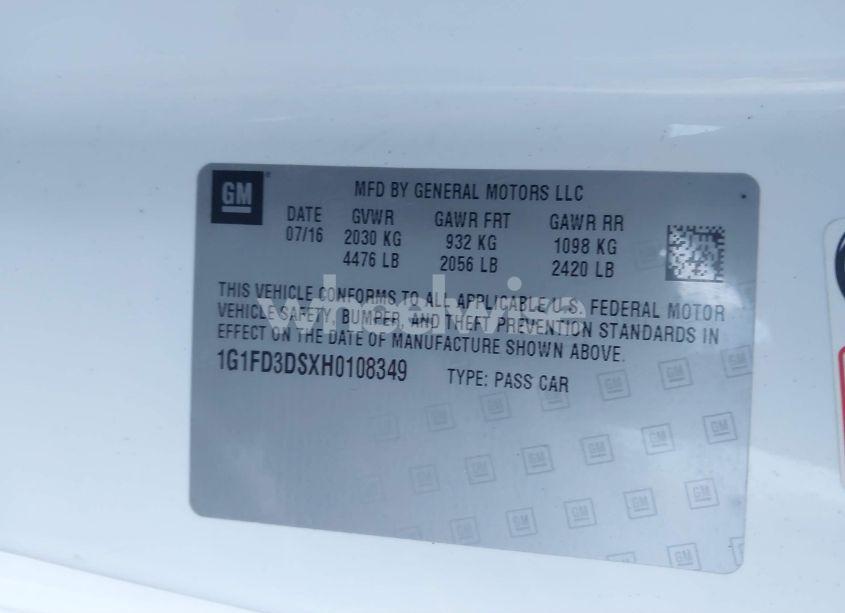 GM
MFD BY GENERAL MOTORS LLC
DATE GVWR GAWR FRT GAWR RR
07/16 2030 KG 932 KG 1098 KG
4476 LB 2056 LB 2420 LB
THIS VEHICLE CONFORMS TO ALL APPLICABLE U.S. FEDERAL MOTOR
VEHICLE SAFETY, BUMPER, AND THEFT PREVENTION STANDARDS IN
EFFECT ON THE DATE OF MANUFACTURE SHOWN ABOVE.
1G1FD3DSXH0108349 TYPE: PASS CAR